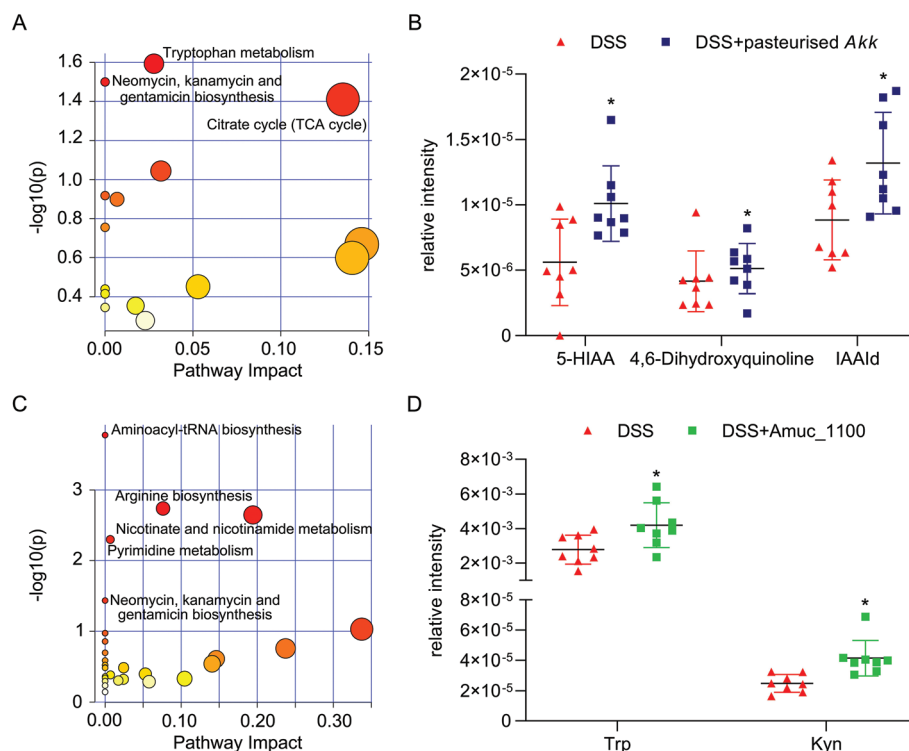 A
Tryptophan metabolism
Neomycin, kanamycin and
gentamicin biosynthesis
Citrate cycle (TCA cycle)
-log10(p)
1.6
1.4
1.2
1.0
0.8
0.6
0.4
0.00
0.05
0.10
0.15
Pathway Impact
B
DSS
DSS+pasteurised Akk
relative intensity
2×10-5
1.5×10-5
1×10-5
5×10-6
0
*
*
*
5-HIAA
4,6-Dihydroxyquinoline
IAAld
C
Aminoacyl-tRNA biosynthesis
Arginine biosynthesis
Nicotinate and nicotinamide metabolism
Pyrimidine metabolism
Neomycin, kanamycin and
gentamicin biosynthesis
-log10(p)
3
2
1
0
0.00
0.10
0.20
0.30
Pathway Impact
D
DSS
DSS+Amuc_1100
relative intensity
8×10-3
6×10-3
4×10-3
2×10-3
8×10-5
6×10-5
4×10-5
2×10-5
0
*
*
Trp
Kyn